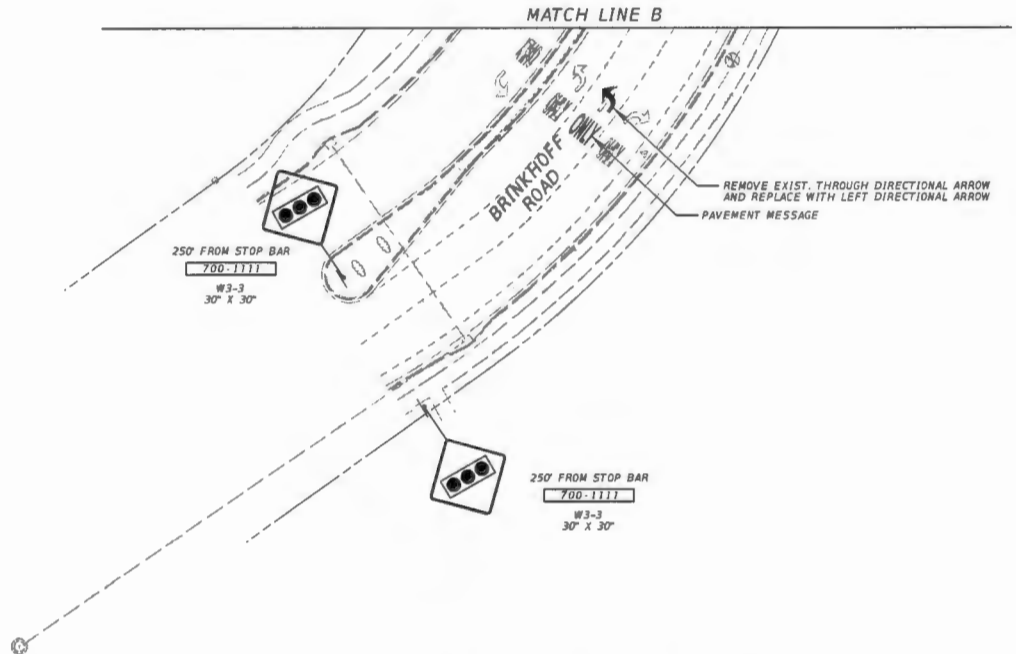 MATCH LINE B
ONLY
BRINKHOFF
ROAD
REMOVE EXIST. THROUGH DIRECTIONAL ARROW
AND REPLACE WITH LEFT DIRECTIONAL ARROW
PAVEMENT MESSAGE
250' FROM STOP BAR
700-1111
W3-3
30" X 30"
250' FROM STOP BAR
700-1111
W3-3
30" X 30"